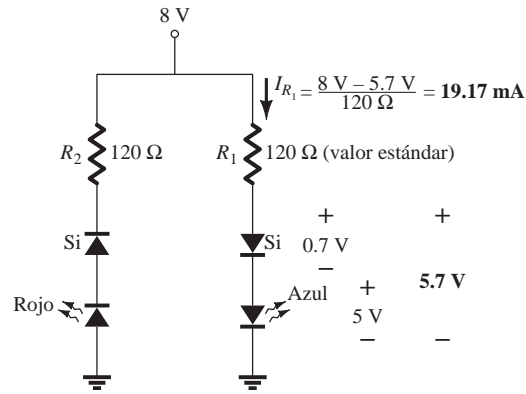 8 V
I_{R_1} = \frac{8 V – 5.7 V}{120 Ω} = 19.17 mA
R_2 120 Ω
R_1 120 Ω (valor estándar)
Si
Si
+
0.7 V
–
+
5.7 V
–
Rojo
Azul
+
5 V
–